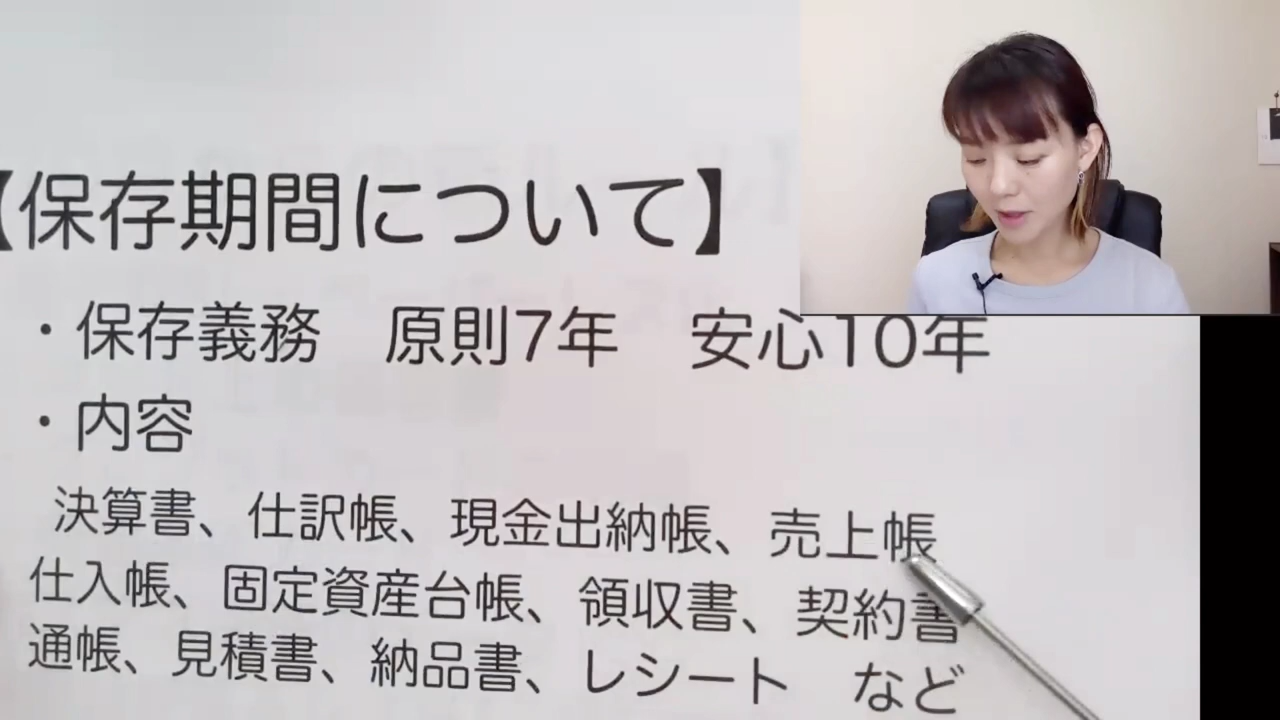 【保存期間について】
・保存義務　原則7年　安心10年
・内容
決算書、仕訳帳、現金出納帳、売上帳
仕入帳、固定資産台帳、領収書、契約書
通帳、見積書、納品書、レシート　など